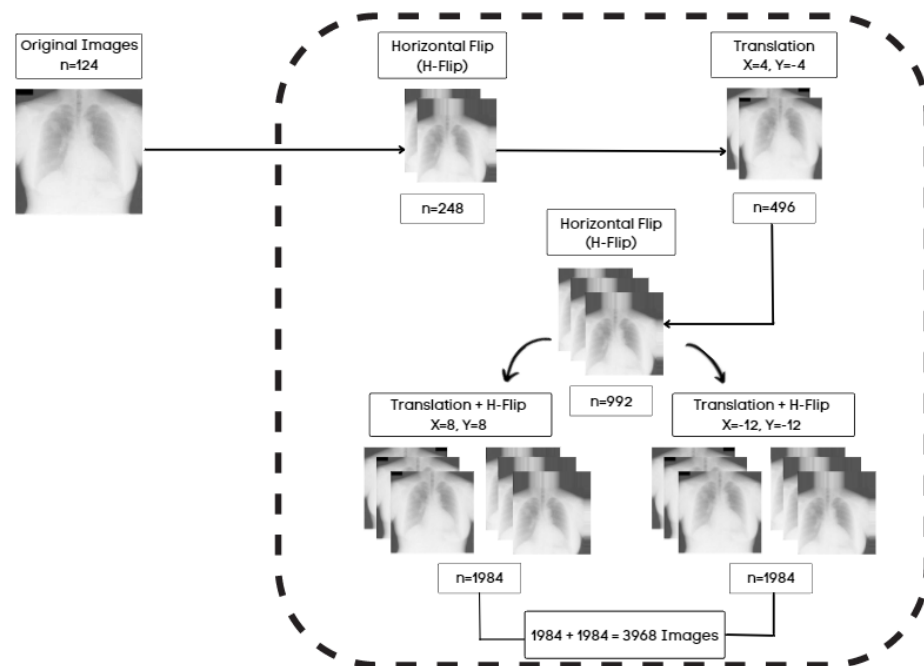 Original Images
n=124
Horizontal Flip
(H-Flip)
Translation
X=4, Y=-4
n=248
n=496
Horizontal Flip
(H-Flip)
n=992
Translation + H-Flip
X=8, Y=8
Translation + H-Flip
X=-12, Y=-12
n=1984
n=1984
1984 + 1984 = 3968 Images